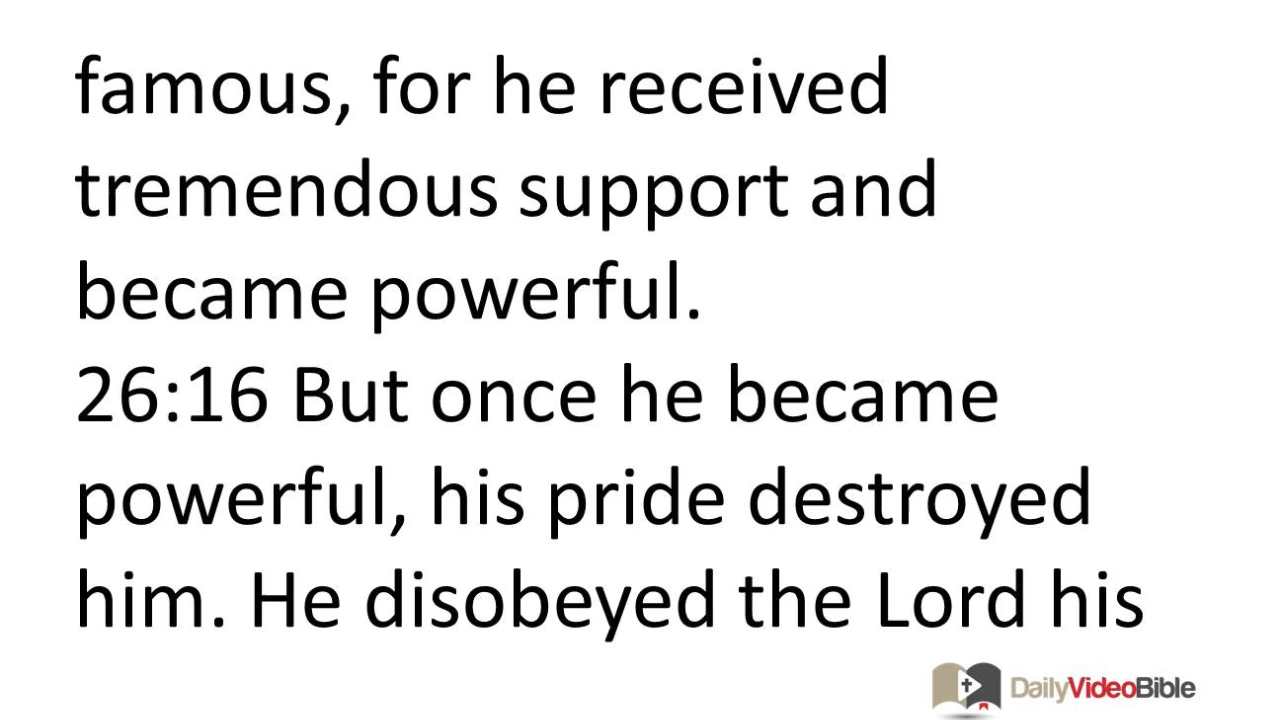 famous, for he received
tremendous support and
became powerful.
26:16 But once he became
powerful, his pride destroyed
him. He disobeyed the Lord his
DailyVideoBible